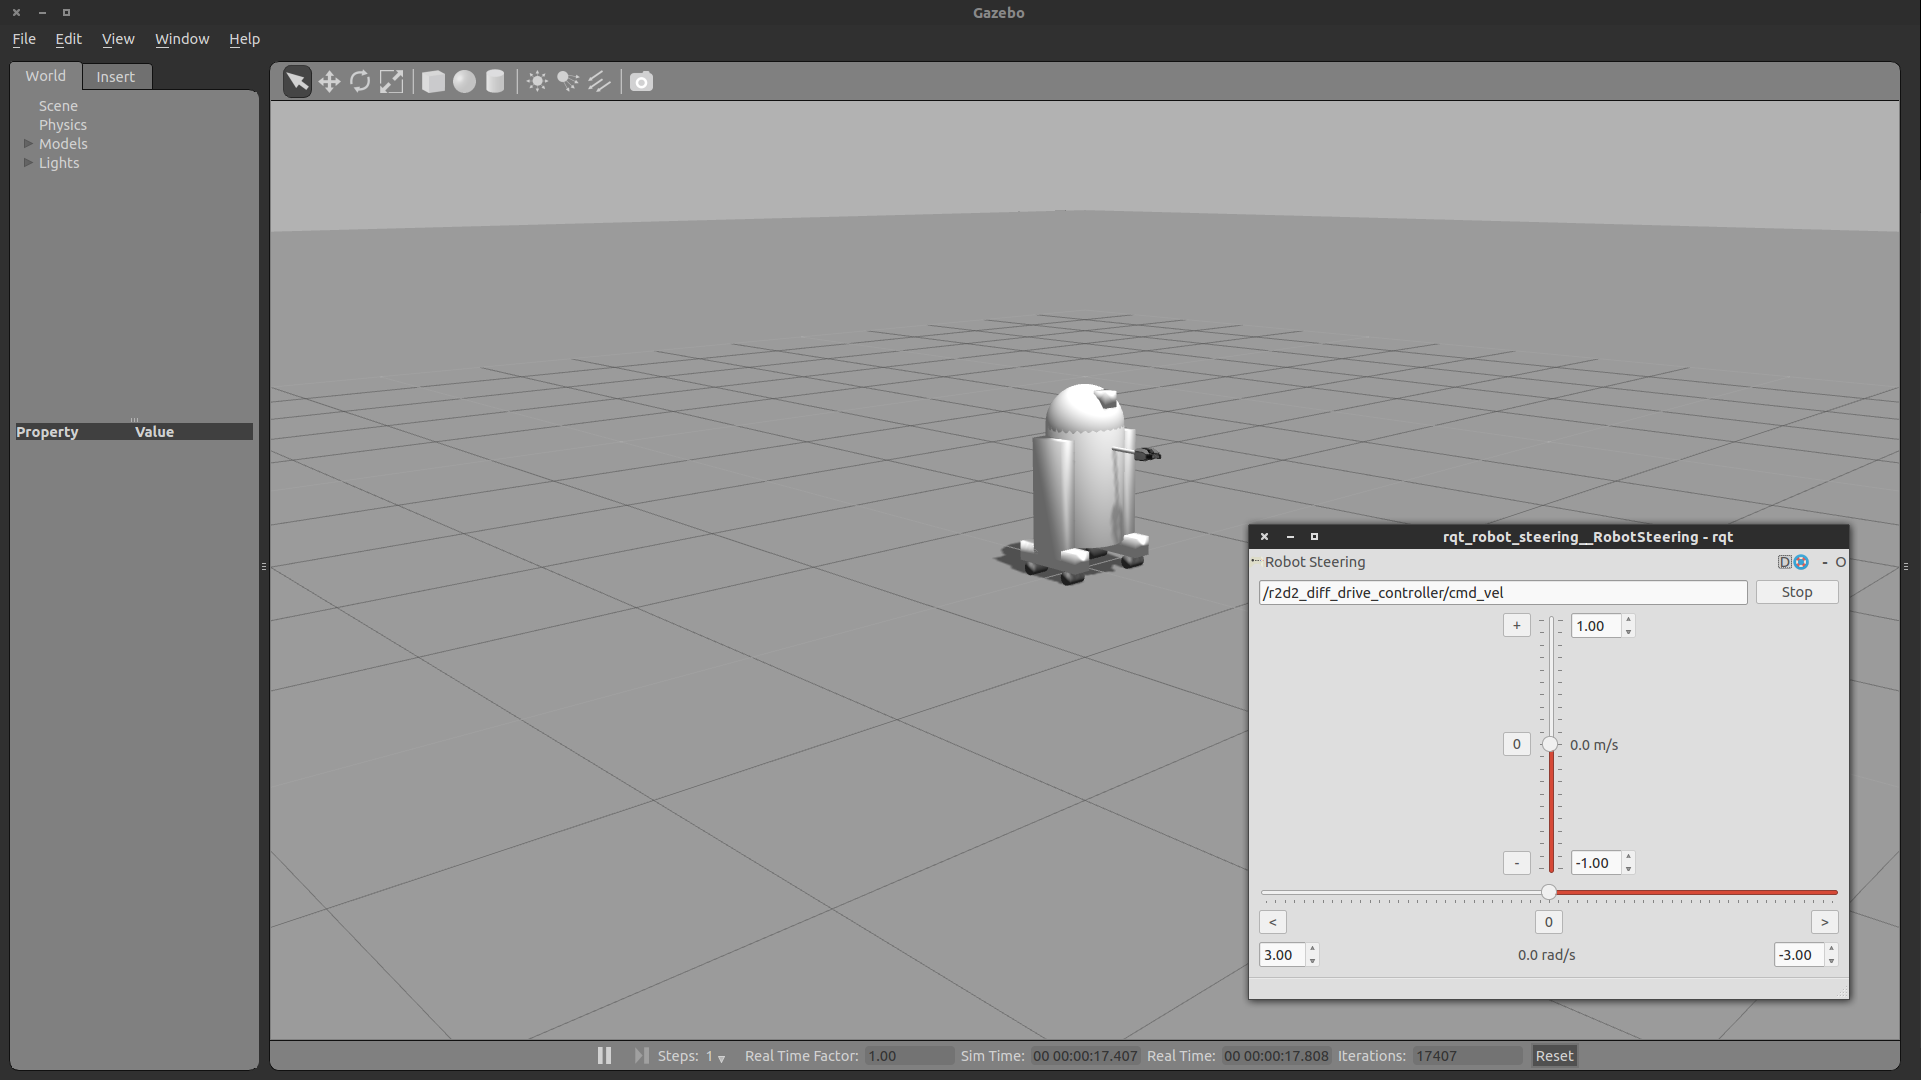 Gazebo
File Edit View Window Help
World Insert
Scene
Physics
Models
Lights
Property Value
rqt_robot_steering__RobotSteering - rqt
Robot Steering D - O
/r2d2_diff_drive_controller/cmd_vel Stop
+ 1.00
0 0.0 m/s
- -1.00
< 0 >
3.00 0.0 rad/s -3.00
Steps: 1 Real Time Factor: 1.00 Sim Time: 00 00:00:17.407 Real Time: 00 00:00:17.808 Iterations: 17407 Reset